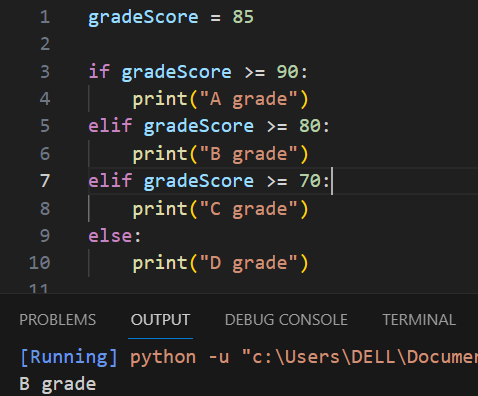 1 gradeScore = 85
2
3 if gradeScore >= 90:
4     print("A grade")
5 elif gradeScore >= 80:
6     print("B grade")
7 elif gradeScore >= 70:
8     print("C grade")
9 else:
10     print("D grade")
11
PROBLEMS OUTPUT DEBUG CONSOLE TERMINAL
[Running] python -u "c:\Users\DELL\Documen
B grade